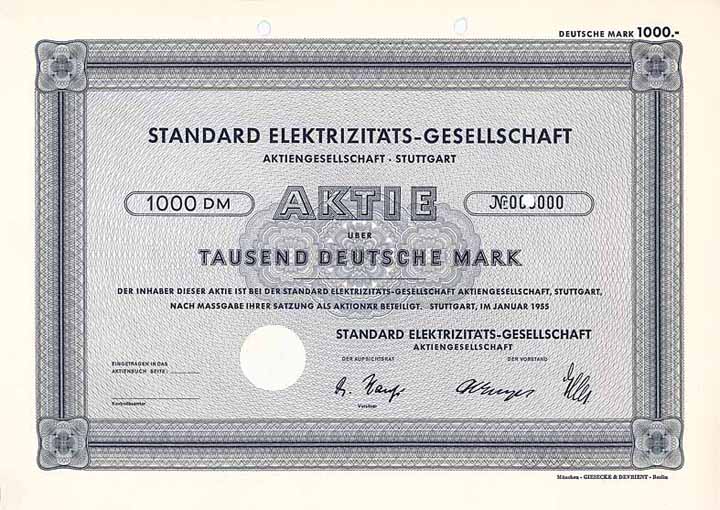 DEUTSCHE MARK 1000.-
STANDARD ELEKTRIZITÄTS-GESELLSCHAFT
AKTIENGESELLSCHAFT · STUTTGART
1000 DM
AKTIE
№000000
ÜBER
TAUSEND DEUTSCHE MARK
DER INHABER DIESER AKTIE IST BEI DER STANDARD ELEKTRIZITÄTS-GESELLSCHAFT AKTIENGESELLSCHAFT, STUTTGART,
NACH MASSGABE IHRER SATZUNG ALS AKTIONÄR BETEILIGT. STUTTGART, IM JANUAR 1955
STANDARD ELEKTRIZITÄTS-GESELLSCHAFT
AKTIENGESELLSCHAFT
EINGETRAGEN IN DAS
AKTIENBUCH SEITE:
DER AUFSICHTSRAT
DER VORSTAND
Kontrollbeamter
Vorsitzer
München - GIESECKE & DEVRIENT - Berlin